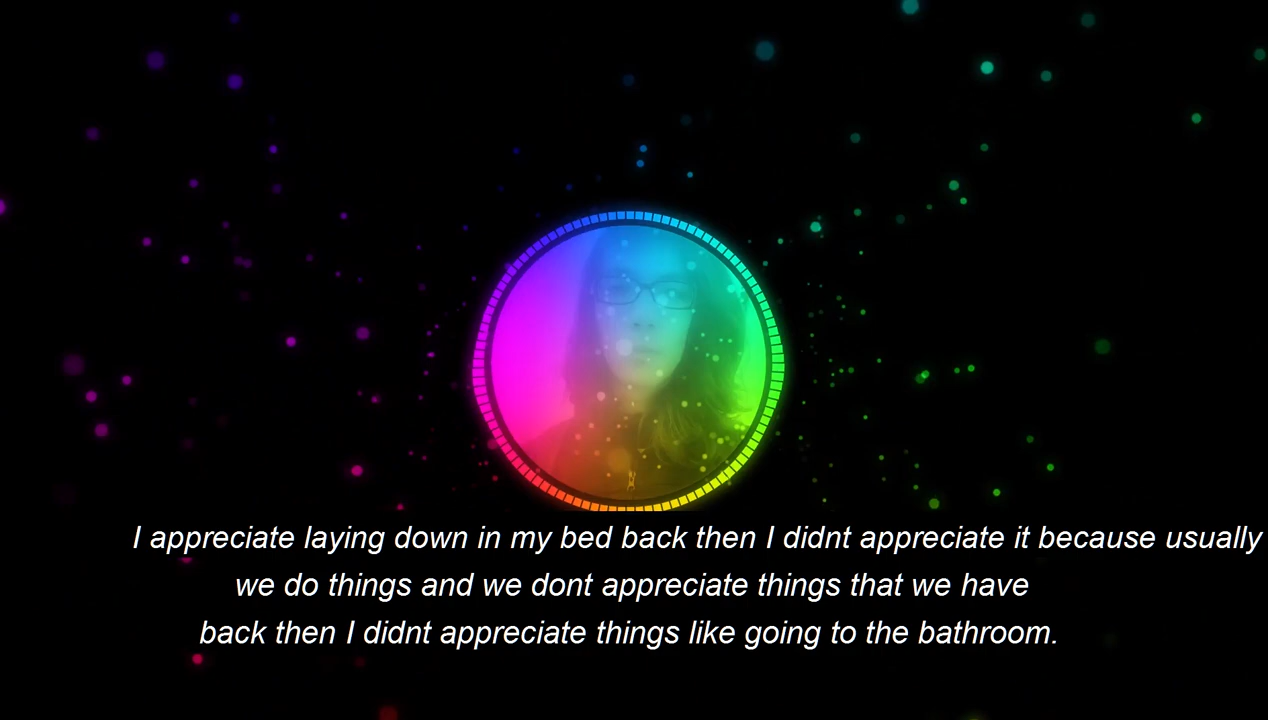 I appreciate laying down in my bed back then I didnt appreciate it because usually
we do things and we dont appreciate things that we have
back then I didnt appreciate things like going to the bathroom.